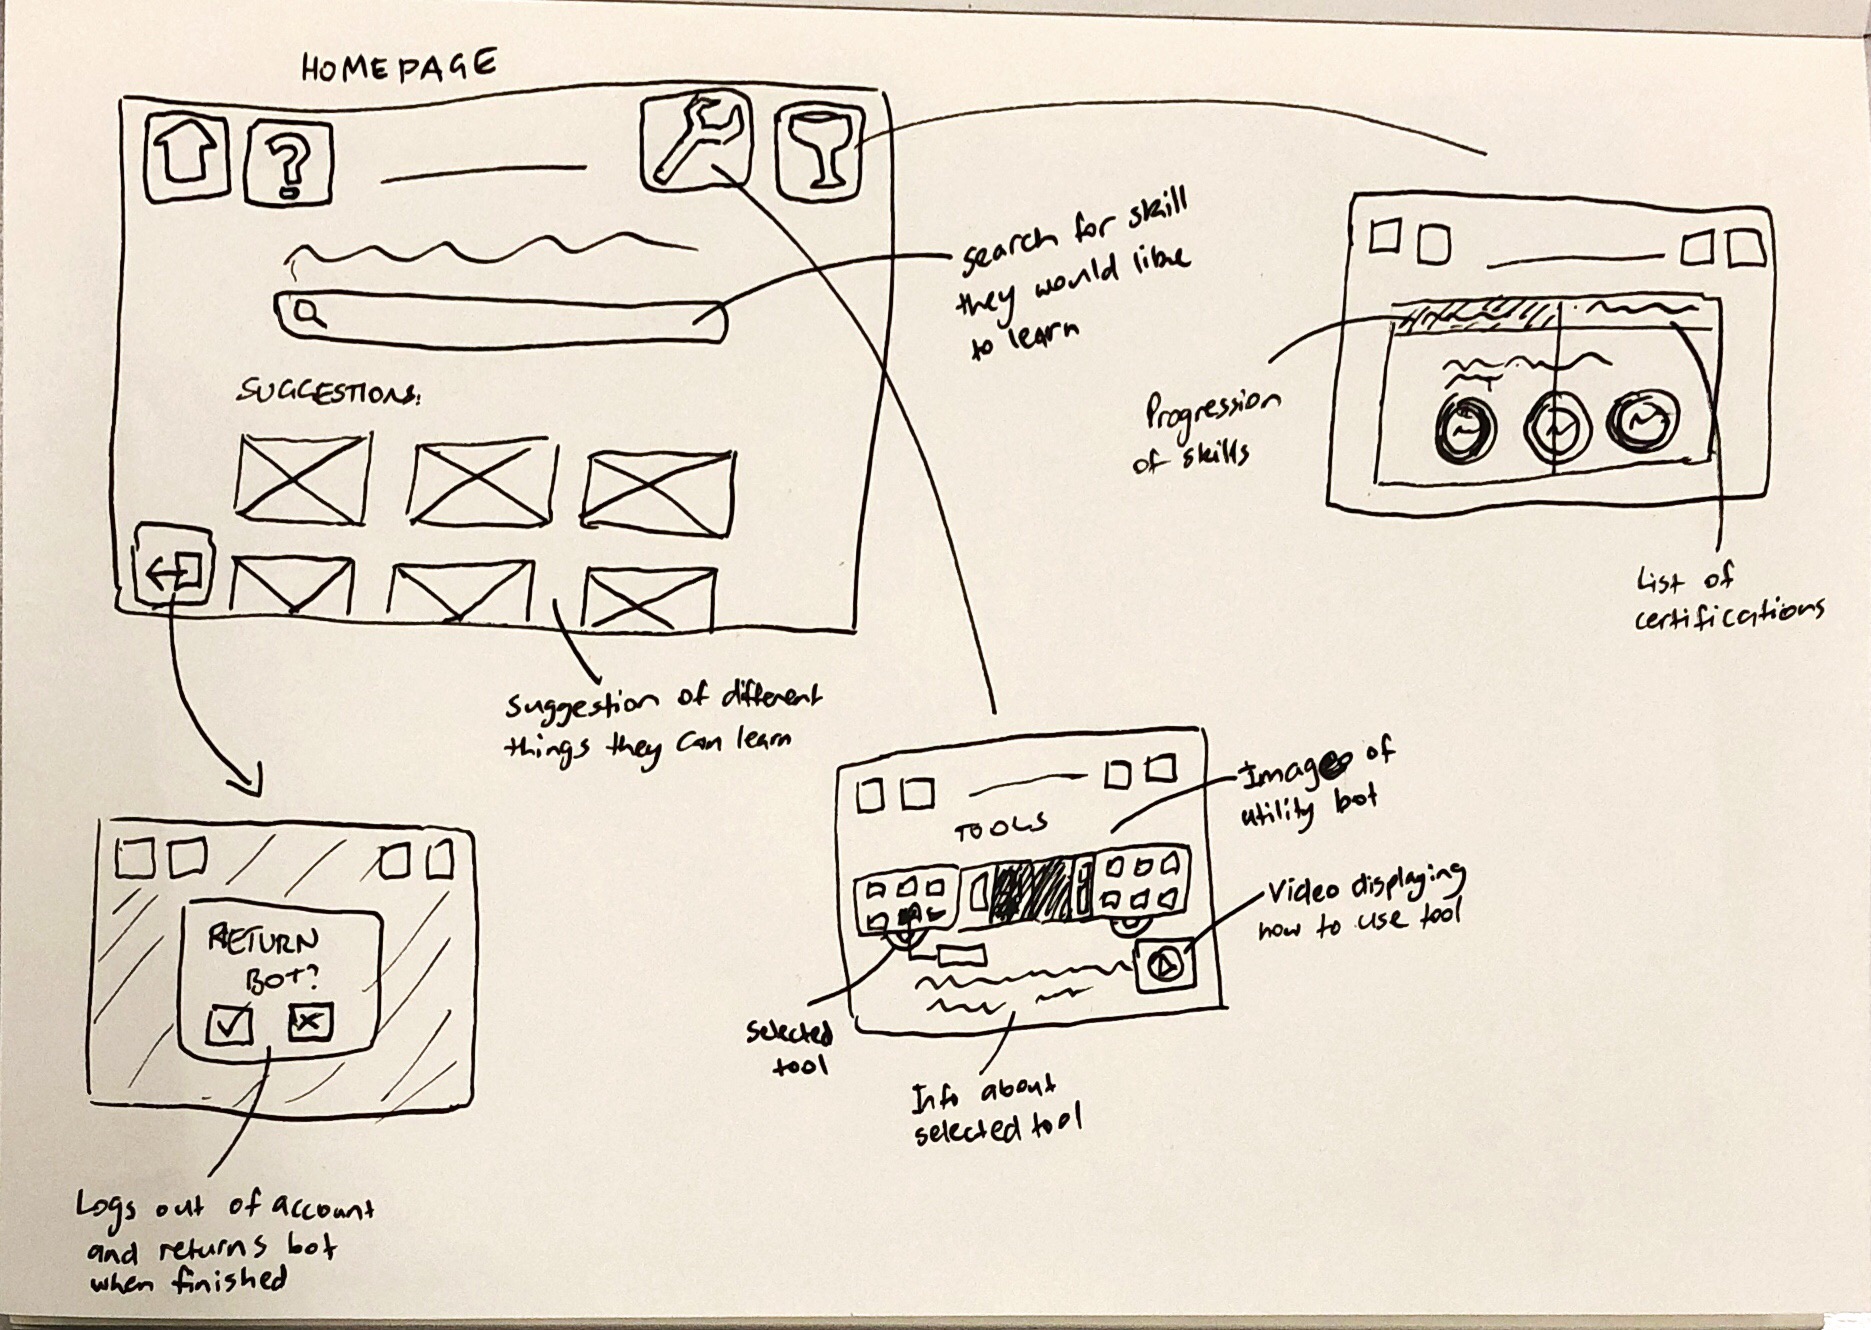 HOMEPAGE
?
search for skill
they would like
to learn
SUGGESTIONS:
Progression
of skills
List of
certifications
Suggestion of different
things they can learn
TOOLS
Image of
utility bot
Video displaying
how to use tool
Selected
tool
Info about
selected tool
RETURN
BOT?
Logs out of account
and returns bot
when finished